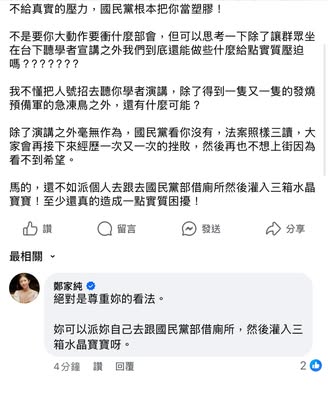 不給真實的壓力，國民黨根本把你當塑膠！
不是要你大動作要衝什麼部會，但可以思考一下除了讓群眾坐
在台下聽學者宣講之外我們到底還能做些什麼給點實質壓迫
嗎？？？？？？？
我不懂把人號招去聽你學者演講，除了得到一隻又一隻的發燒
預備軍的急凍鳥之外，還有什麼可能？
除了演講之外毫無作為，國民黨看你沒有，法案照樣三讀，大
家會再接下來經歷一次又一次的挫敗，然後再也不想上街因為
看不到希望。
馬的，還不如派個人去跟去國民黨部借廁所然後灌入三箱水晶
寶寶！至少還真的造成一點實質困擾！
讚
留言
發送
分享
最相關
鄭家純
絕對是尊重妳的看法。
妳可以派妳自己去跟國民黨部借廁所，然後灌入三
箱水晶寶寶呀。
4分鐘 讚 回覆 2